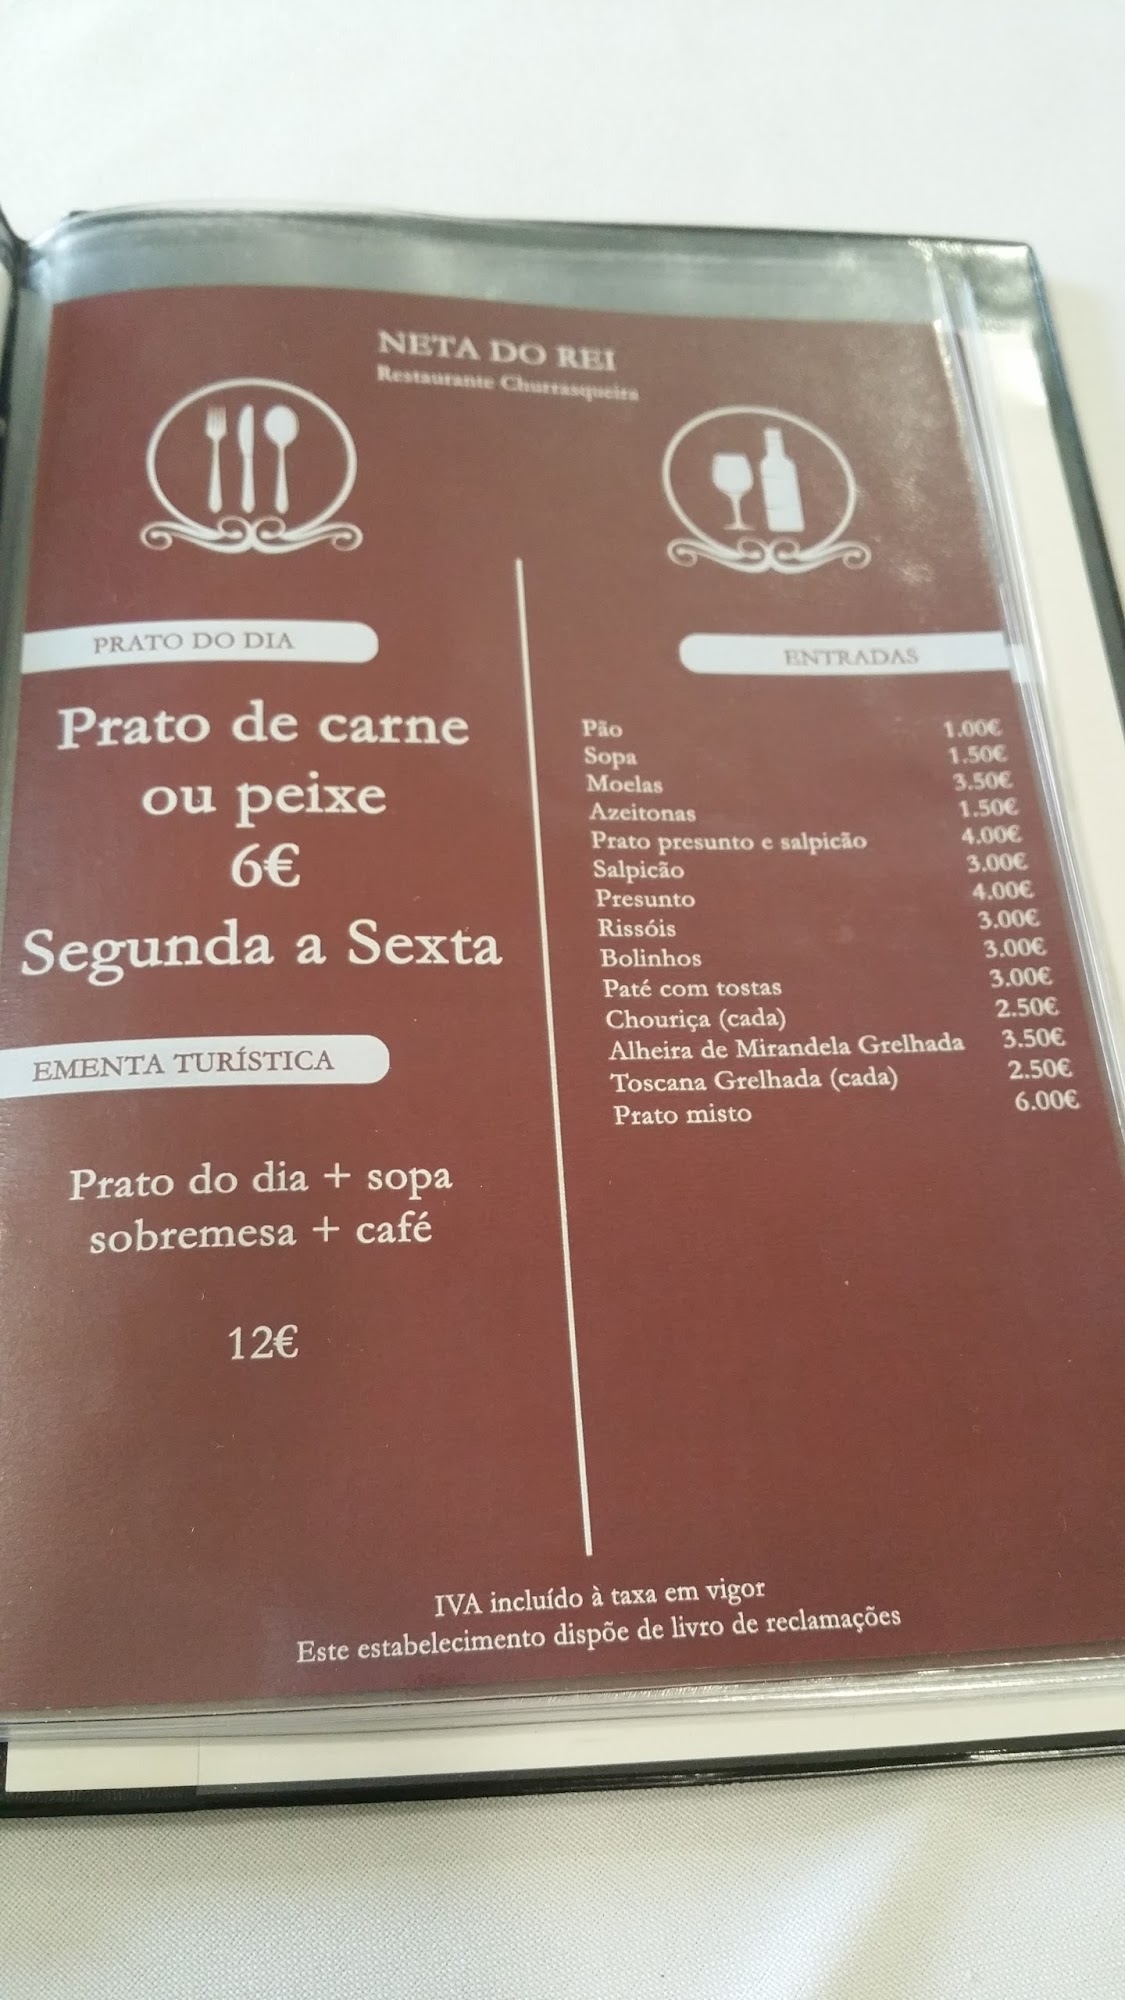 NETA DO REI
Restaurante Churrasqueira
PRATO DO DIA
Prato de carne
ou peixe
6€
Segunda a Sexta
EMENTA TURÍSTICA
Prato do dia + sopa
sobremesa + café
12€
ENTRADAS
Pão 1.00€
Sopa 1.50€
Moelas 3.50€
Azeitonas 1.50€
Prato presunto e salpicão 4.00€
Salpicão 3.00€
Presunto 4.00€
Rissóis 3.00€
Bolinhos 3.00€
Paté com tostas 3.00€
Chouriça (cada) 2.50€
Alheira de Mirandela Grelhada 3.50€
Toscana Grelhada (cada) 2.50€
Prato misto 6.00€
IVA incluído à taxa em vigor
Este estabelecimento dispõe de livro de reclamações